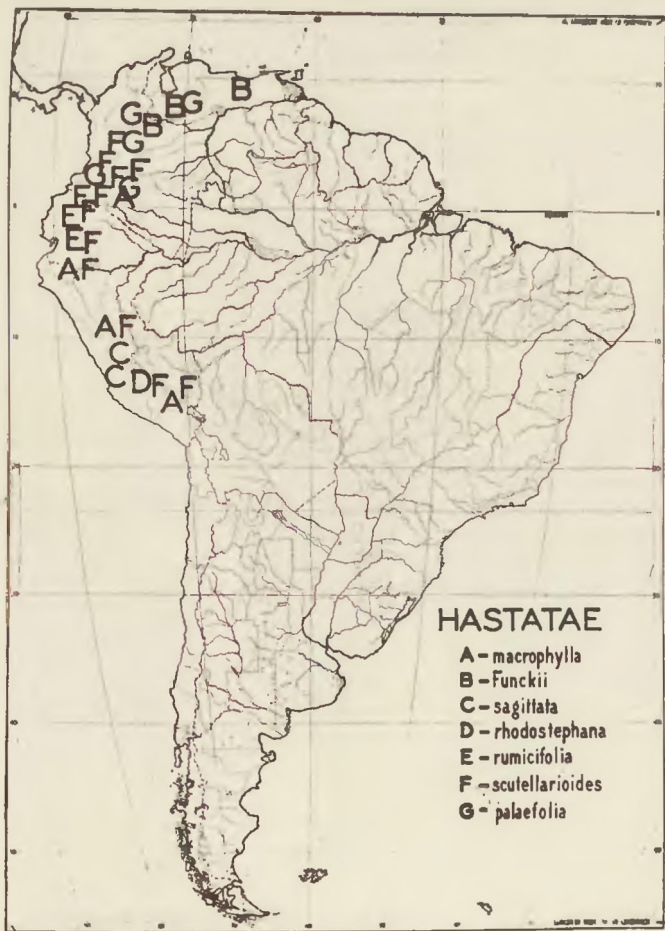 B
B G
G B
F G
F
G F F
G
F F A
E F
E F
A F
A F
C
C D F F
A
HASTATAE
A – macrophylla
B – Funckii
C – sagittata
D – rhodostephana
E – rumicifolia
F – scutellarioides
G – palaefolia